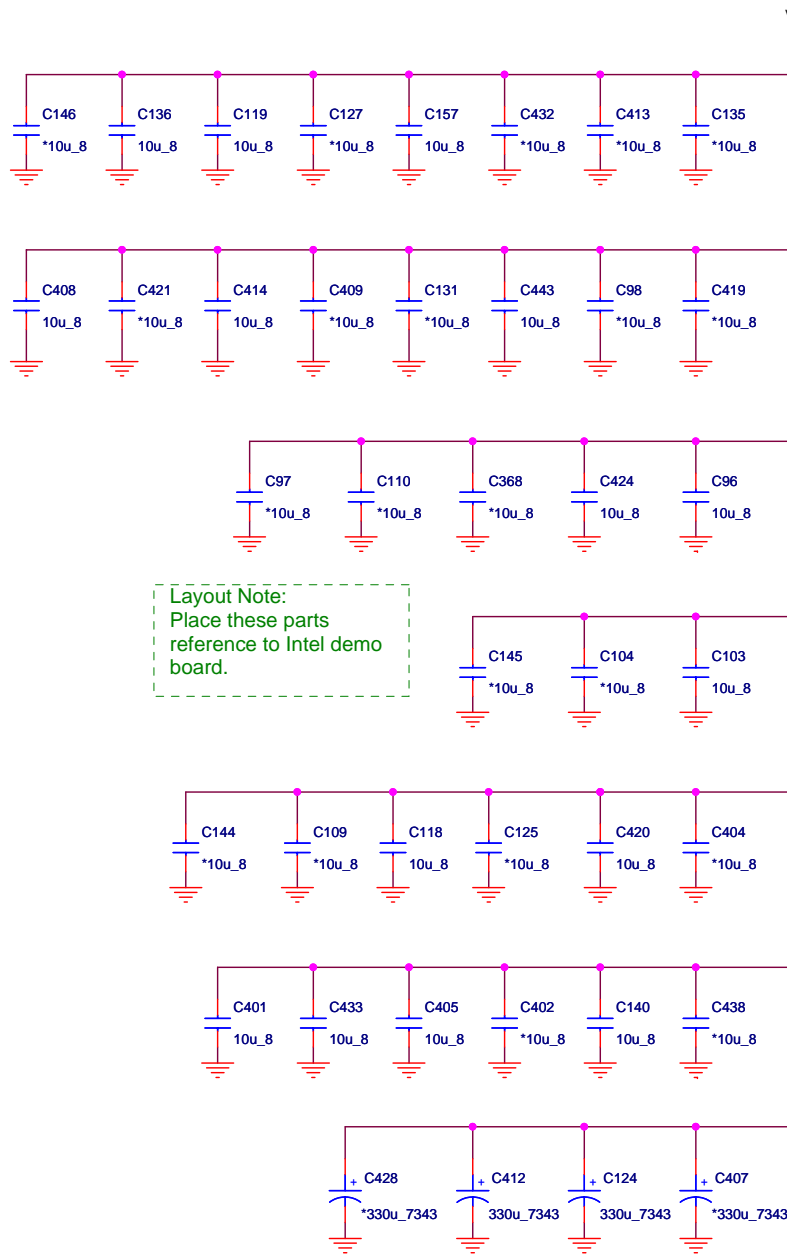 C146 C136 C119 C127 C157 C432 C413 C135
*10u_8 10u_8 10u_8 *10u_8 10u_8 *10u_8 *10u_8 *10u_8
C408 C421 C414 C409 C131 C443 C98 C419
10u_8 *10u_8 10u_8 *10u_8 *10u_8 10u_8 *10u_8 *10u_8
C97 C110 C368 C424 C96
*10u_8 *10u_8 *10u_8 10u_8 10u_8
Layout Note:
Place these parts
reference to Intel demo
board.
C145 C104 C103
*10u_8 *10u_8 10u_8
C144 C109 C118 C125 C420 C404
*10u_8 *10u_8 10u_8 *10u_8 10u_8 *10u_8
C401 C433 C405 C402 C140 C438
10u_8 10u_8 10u_8 *10u_8 10u_8 *10u_8
+ C428 + C412 + C124 + C407
*330u_7343 330u_7343 330u_7343 *330u_7343